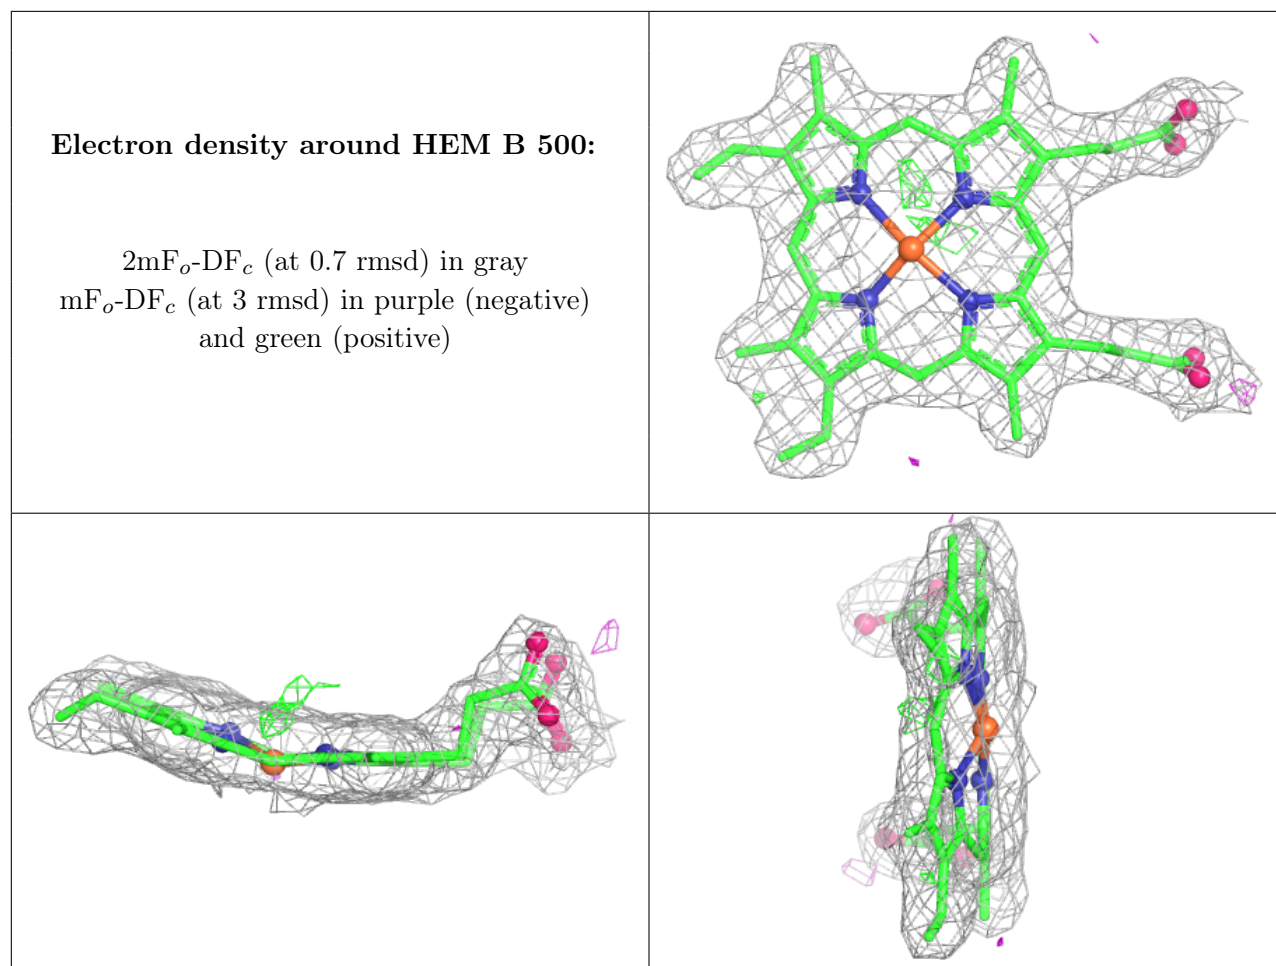 Electron density around HEM B 500:
2mFo-DFc (at 0.7 rmsd) in gray
mFo-DFc (at 3 rmsd) in purple (negative)
and green (positive)